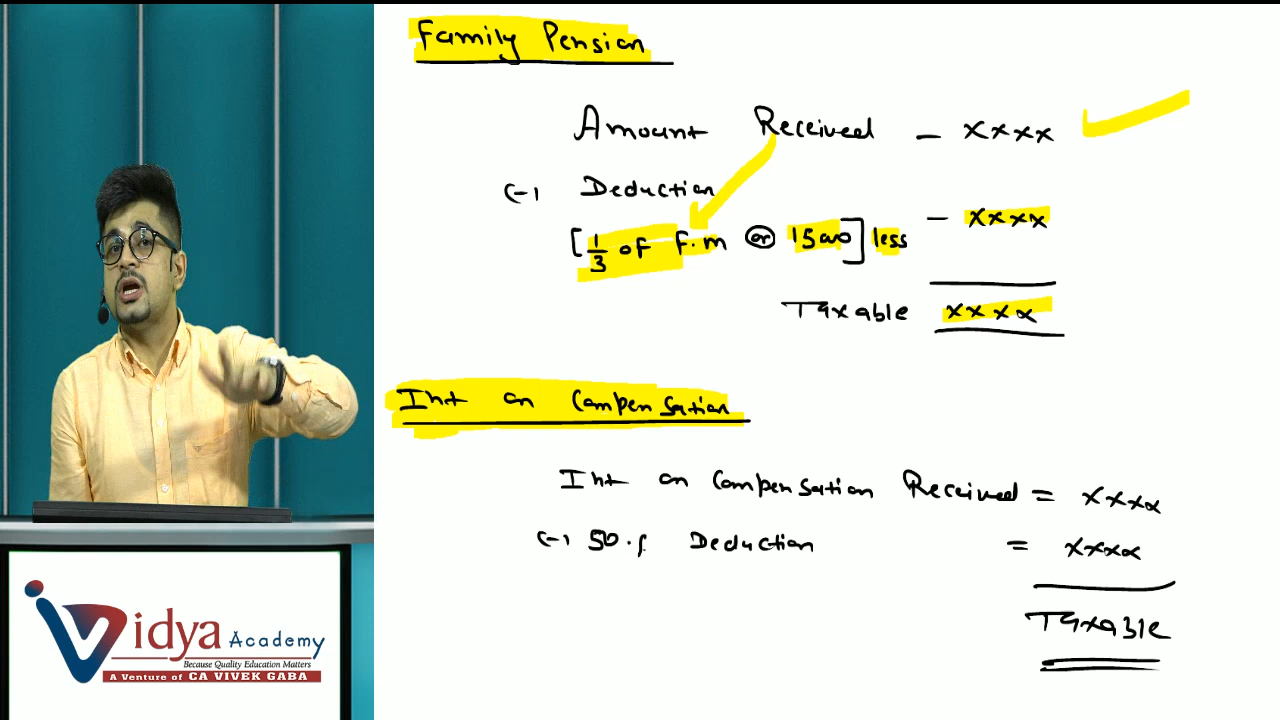 Family Pension
Amount Received - xxxx
(-) Deduction
[1/3 of F.m or 15000] less - xxxx
Taxable xxxx
Int on Compensation
Int on Compensation Received = xxxx
(-) 50% Deduction = xxxx
Taxable
Vidya Academy
Because Quality Education Matters
A Venture of CA VIVEK GABA